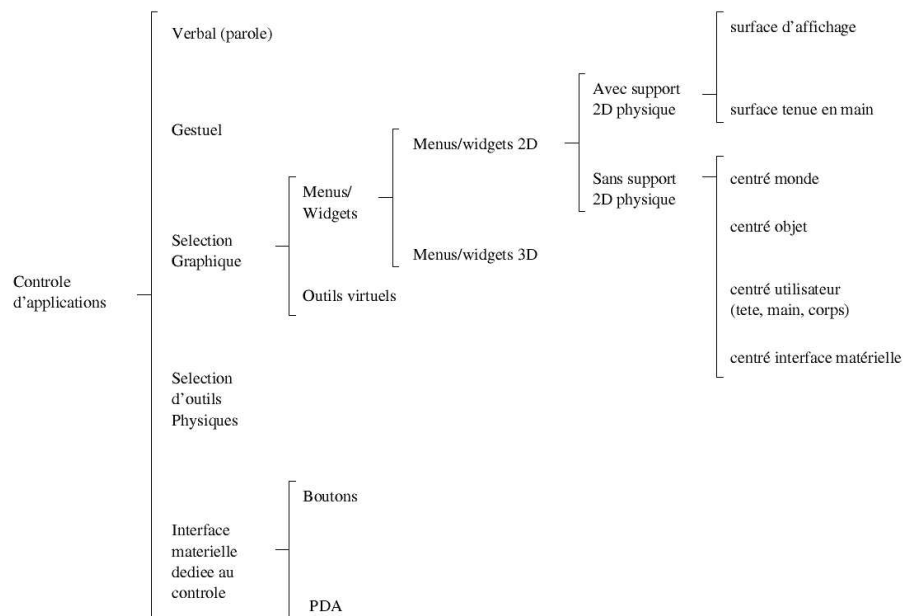 Controle
d’applications
Verbal (parole)
Gestuel
Selection
Graphique
Menus/
Widgets
Menus/widgets 2D
Avec support
2D physique
surface d’affichage
surface tenue en main
Sans support
2D physique
centré monde
centré objet
centré utilisateur
(tete, main, corps)
centré interface matérielle
Menus/widgets 3D
Outils virtuels
Selection
d’outils
Physiques
Interface
materielle
dediee au
controle
Boutons
PDA